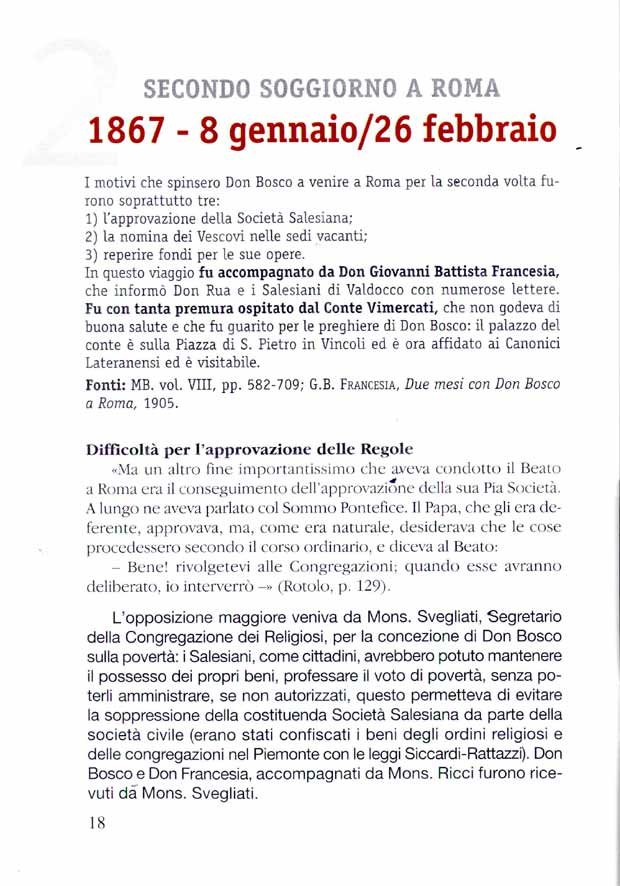 2
SECONDO SOGGIORNO A ROMA
1867 - 8 gennaio/26 febbraio
I motivi che spinsero Don Bosco a venire a Roma per la seconda volta fu-
rono soprattutto tre:
1) l'approvazione della Società Salesiana;
2) la nomina dei Vescovi nelle sedi vacanti;
3) reperire fondi per le sue opere.
In questo viaggio fu accompagnato da Don Giovanni Battista Francesia,
che informò Don Rua e i Salesiani di Valdocco con numerose lettere.
Fu con tanta premura ospitato dal Conte Vimercati, che non godeva di
buona salute e che fu guarito per le preghiere di Don Bosco: il palazzo del
conte è sulla Piazza di S. Pietro in Vincoli ed è ora affidato ai Canonici
Lateranensi ed è visitabile.
Fonti: MB. vol. VIII, pp. 582-709; G.B. FRANCESIA, Due mesi con Don Bosco
a Roma, 1905.
Difficoltà per l'approvazione delle Regole
«Ma un altro fine importantissimo che aveva condotto il Beato
a Roma era il conseguimento dell'approvazione della sua Pia Società.
A lungo ne aveva parlato col Sommo Pontefice. Il Papa, che gli era de-
ferente, approvava, ma, come era naturale, desiderava che le cose
procedessero secondo il corso ordinario, e diceva al Beato:
– Bene! rivolgetevi alle Congregazioni; quando esse avranno
deliberato, io interverrò –» (Rotolo, p. 129).
L'opposizione maggiore veniva da Mons. Svegliati, Segretario
della Congregazione dei Religiosi, per la concezione di Don Bosco
sulla povertà: i Salesiani, come cittadini, avrebbero potuto mantenere
il possesso dei propri beni, professare il voto di povertà, senza po-
terli amministrare, se non autorizzati, questo permetteva di evitare
la soppressione della costituenda Società Salesiana da parte della
società civile (erano stati confiscati i beni degli ordini religiosi e
delle congregazioni nel Piemonte con le leggi Siccardi-Rattazzi). Don
Bosco e Don Francesia, accompagnati da Mons. Ricci furono rice-
vuti da Mons. Svegliati.
18